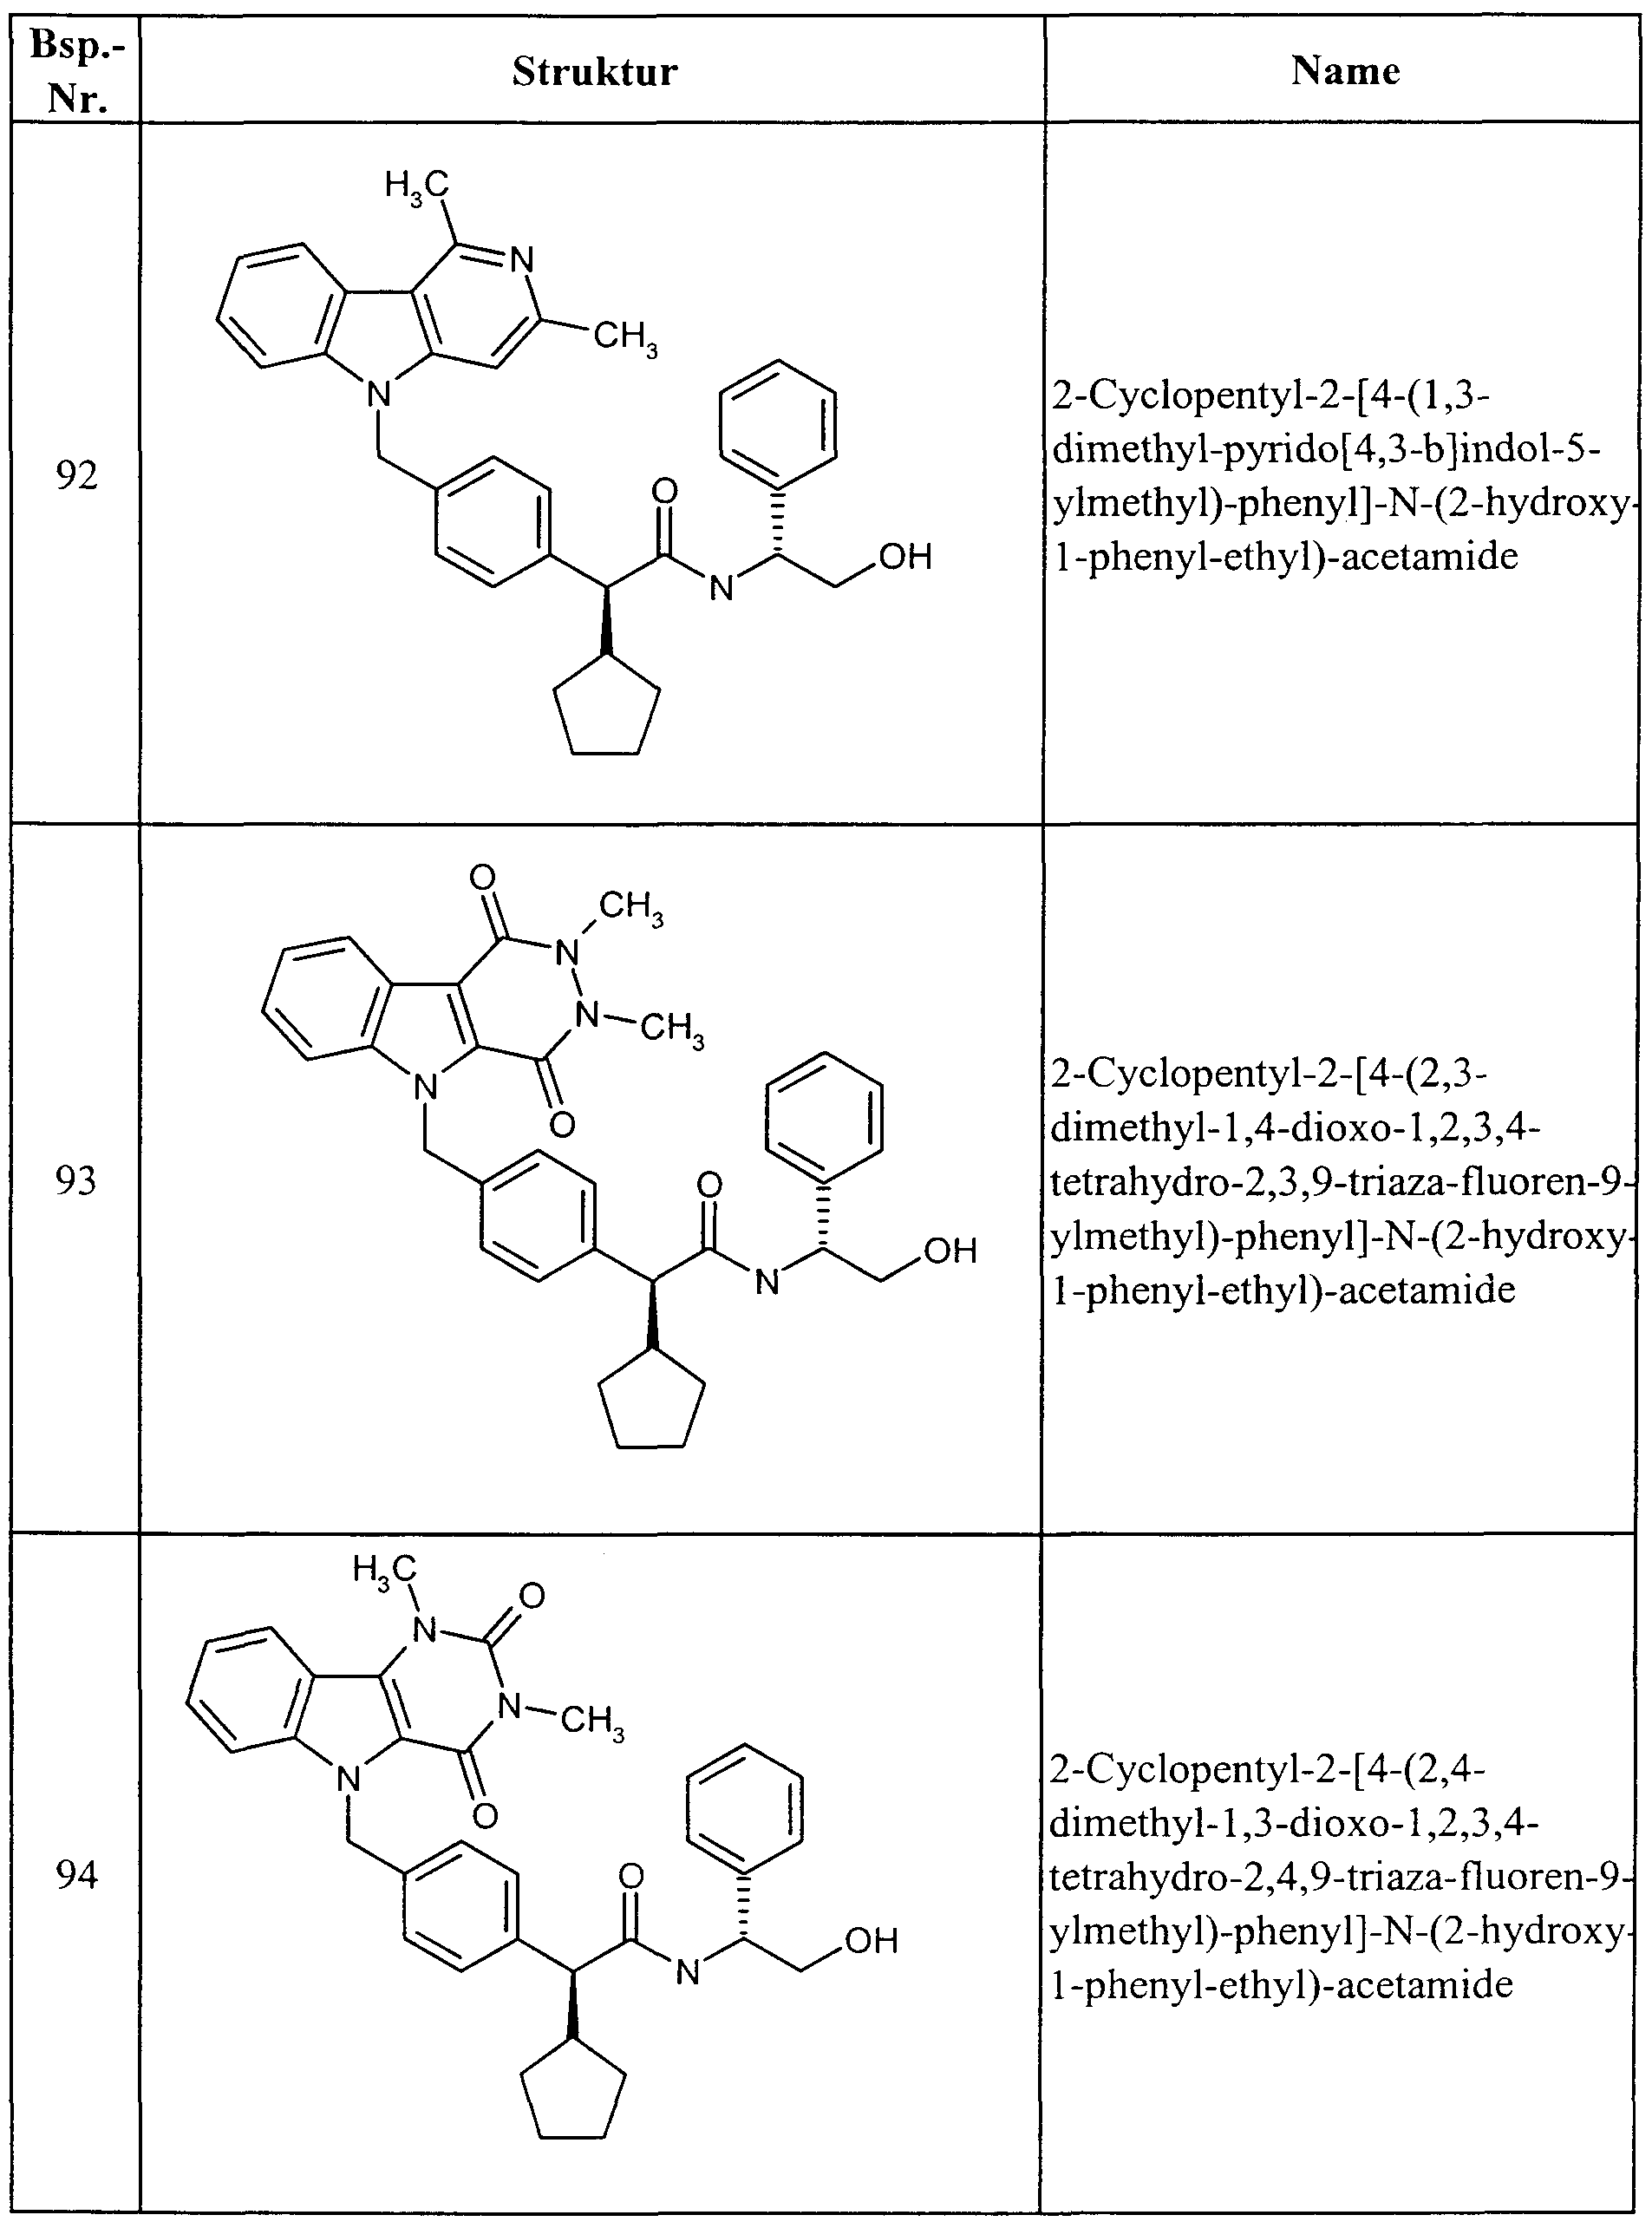 Bsp.-
Nr.
Struktur
Name
92
H3C
N
CH3
N
O
N
OH
2-Cyclopentyl-2-[4-(1,3-
dimethyl-pyrido[4,3-b]indol-5-
ylmethyl)-phenyl]-N-(2-hydroxy-
1-phenyl-ethyl)-acetamide
93
O
CH3
N
N
CH3
N
O
O
N
OH
2-Cyclopentyl-2-[4-(2,3-
dimethyl-1,4-dioxo-1,2,3,4-
tetrahydro-2,3,9-triaza-fluoren-9-
ylmethyl)-phenyl]-N-(2-hydroxy-
1-phenyl-ethyl)-acetamide
94
H3C
O
N
N
CH3
N
O
O
N
OH
2-Cyclopentyl-2-[4-(2,4-
dimethyl-1,3-dioxo-1,2,3,4-
tetrahydro-2,4,9-triaza-fluoren-9-
ylmethyl)-phenyl]-N-(2-hydroxy-
1-phenyl-ethyl)-acetamide